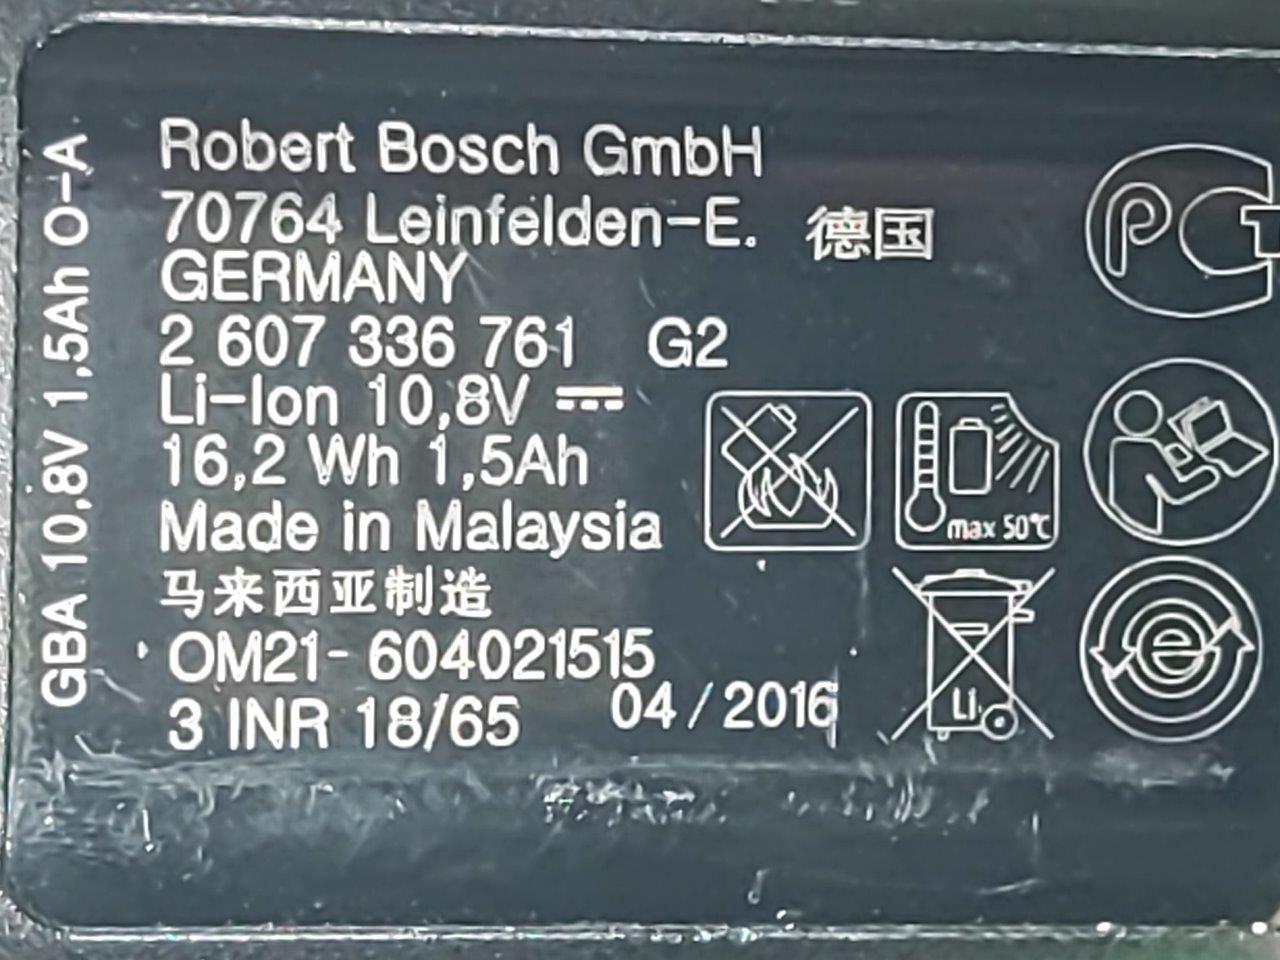 GBA 10,8V 1,5Ah O-A
Robert Bosch GmbH
70764 Leinfelden-E. 德国
GERMANY
2 607 336 761 G2
Li-Ion 10,8V
16,2 Wh 1,5Ah
Made in Malaysia
马来西亚制造
OM21- 604021515
3 INR 18/65 04/2016
max 50°C
Li
e
PC